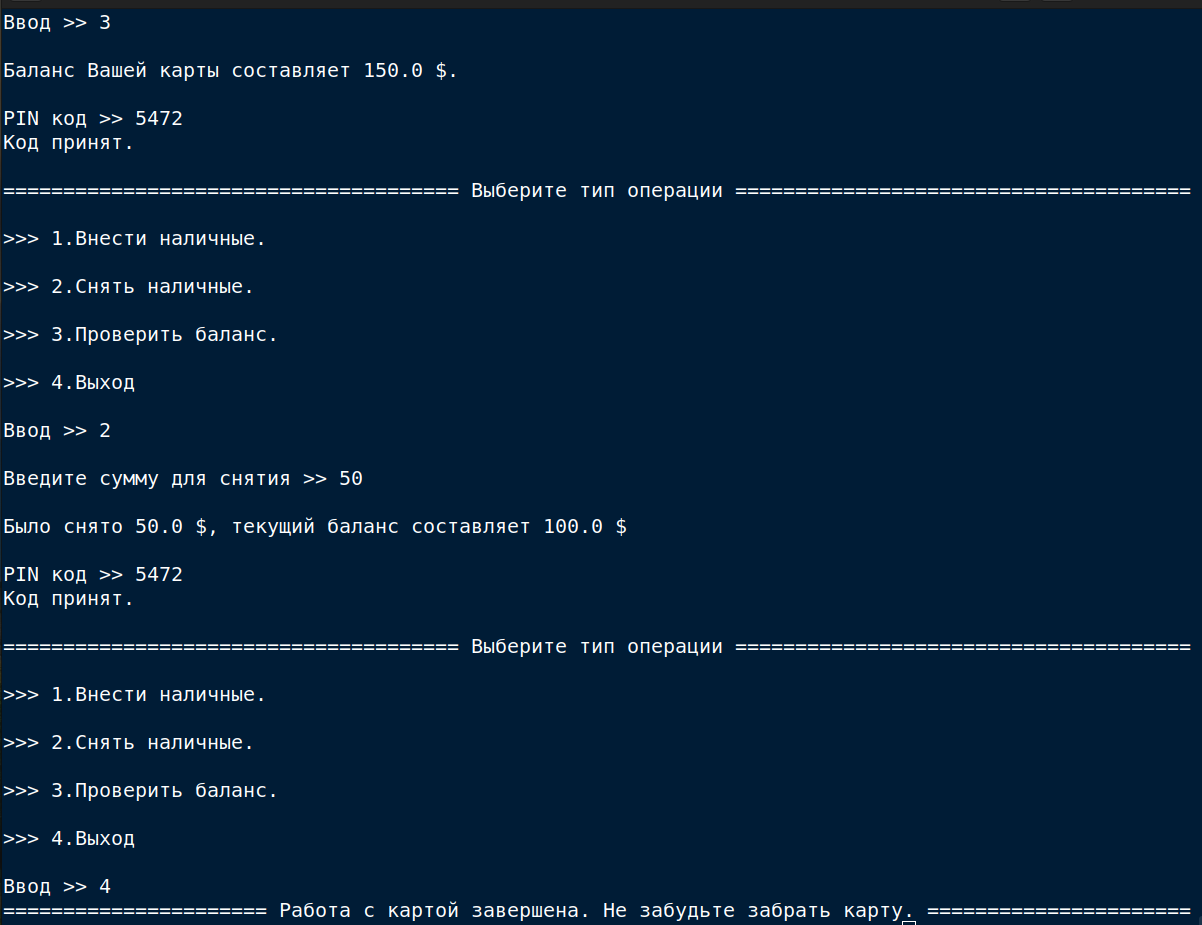 Ввод >> 3
Баланс Вашей карты составляет 150.0 $.
PIN код >> 5472
Код принят.
====================================== Выберите тип операции ======================================
>>> 1.Внести наличные.
>>> 2.Снять наличные.
>>> 3.Проверить баланс.
>>> 4.Выход
Ввод >> 2
Введите сумму для снятия >> 50
Было снято 50.0 $, текущий баланс составляет 100.0 $
PIN код >> 5472
Код принят.
====================================== Выберите тип операции ======================================
>>> 1.Внести наличные.
>>> 2.Снять наличные.
>>> 3.Проверить баланс.
>>> 4.Выход
Ввод >> 4
====================== Работа с картой завершена. Не забудьте забрать карту. ======================